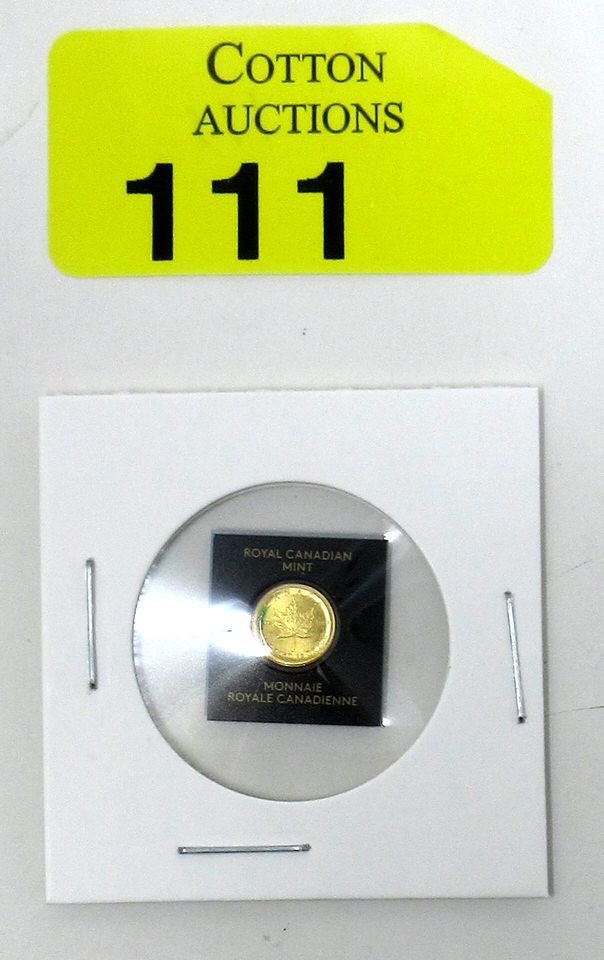 COTTON
AUCTIONS
111
ROYAL CANADIAN
MINT
MONNAIE
ROYALE CANADIENNE